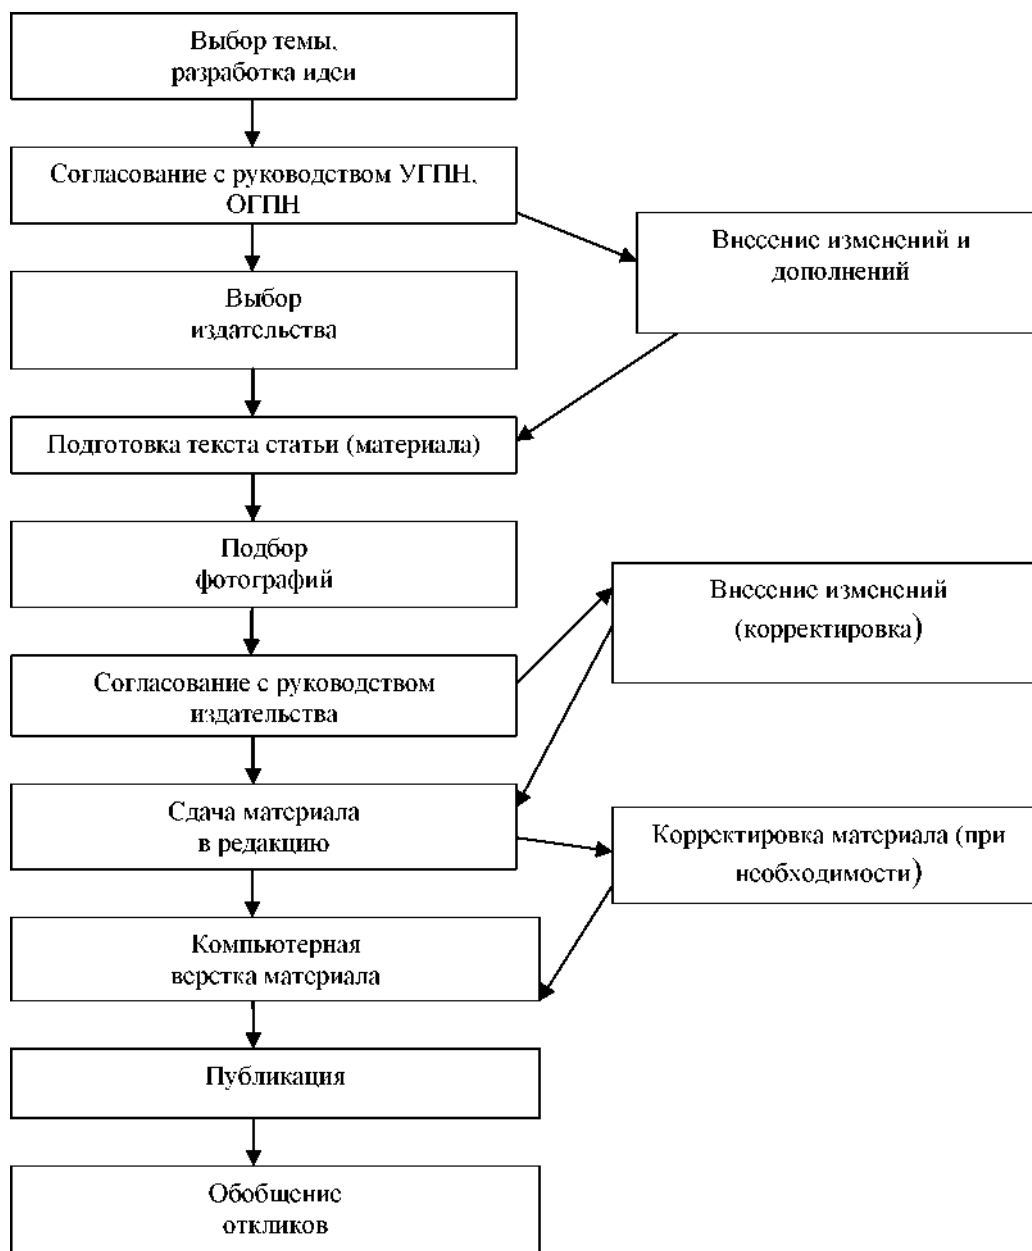 Выбор темы,
разработка идеи
Согласование с руководством УГПН,
ОГПН
Внесение изменений и
дополнений
Выбор
издательства
Подготовка текста статьи (материала)
Подбор
фотографий
Внесение изменений
(корректировка)
Согласование с руководством
издательства
Сдача материала
в редакцию
Корректировка материала (при
необходимости)
Компьютерная
верстка материала
Публикация
Обобщение
откликов